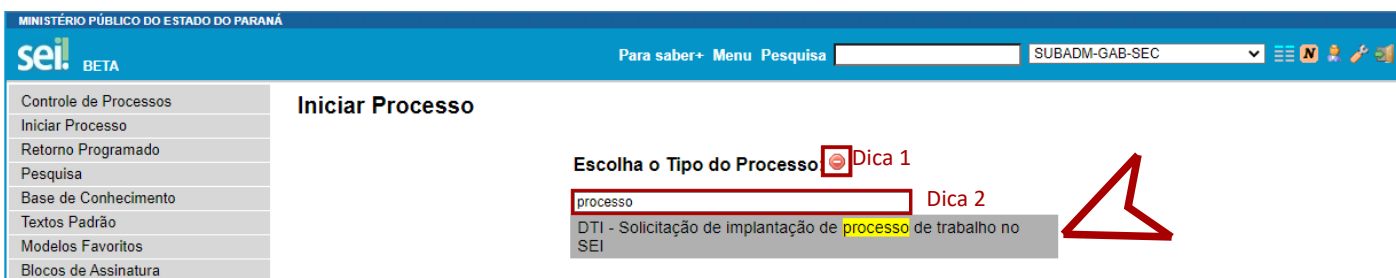 MINISTÉRIO PÚBLICO DO ESTADO DO PARANÁ
sei! BETA
Para saber+ Menu Pesquisa
SUBADM-GAB-SEC
N
Controle de Processos
Iniciar Processo
Retorno Programado
Pesquisa
Base de Conhecimento
Textos Padrão
Modelos Favoritos
Blocos de Assinatura
Iniciar Processo
Escolha o Tipo do Processo:
Dica 1
processo
Dica 2
DTI - Solicitação de implantação de processo de trabalho no
SEI